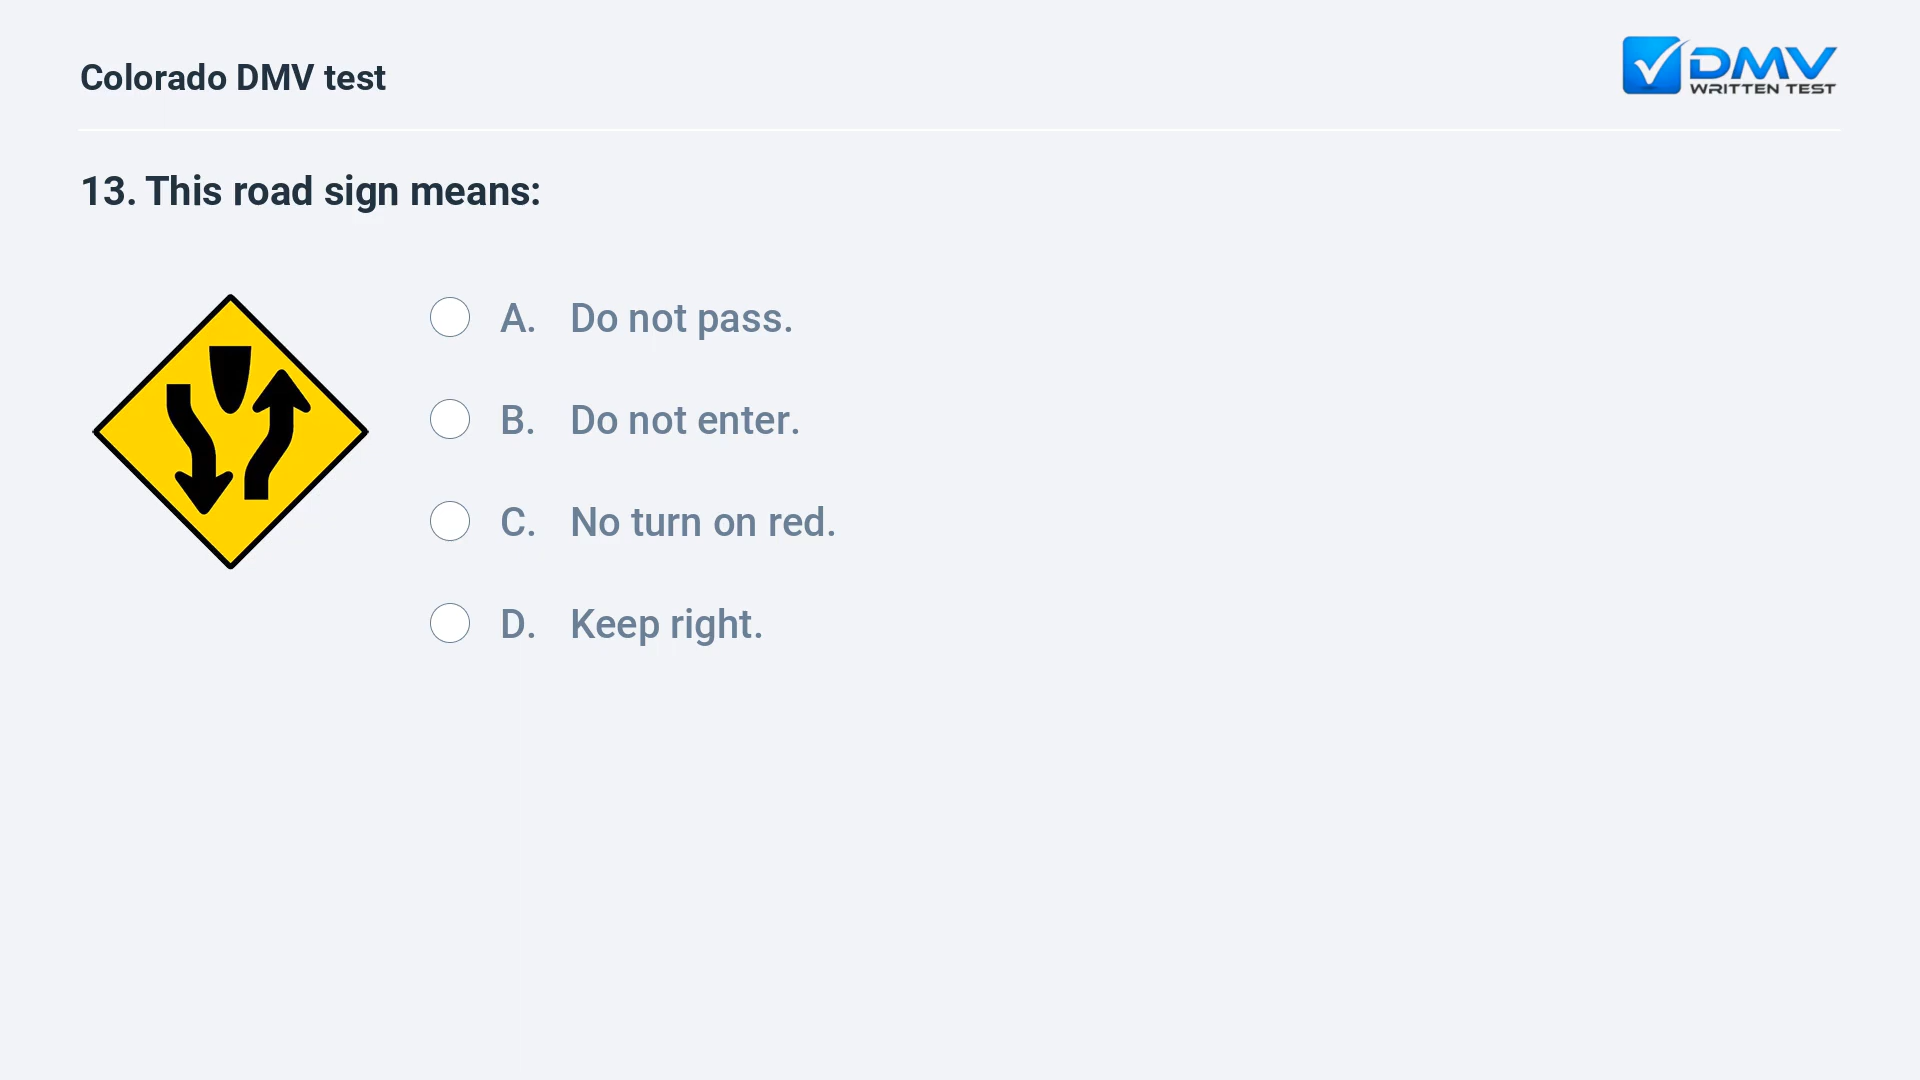 Colorado DMV test
DMV
WRITTEN TEST
13. This road sign means:
A. Do not pass.
B. Do not enter.
C. No turn on red.
D. Keep right.